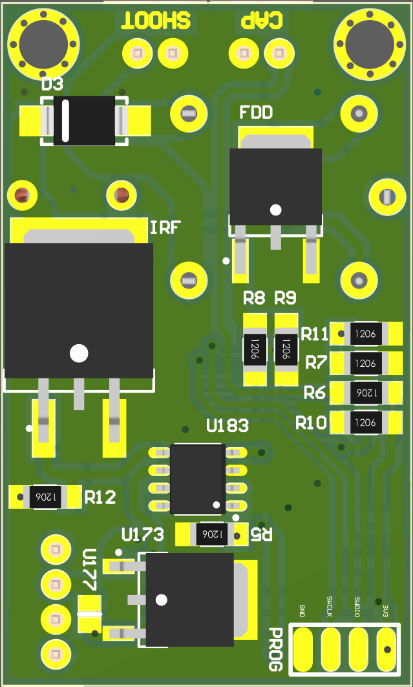 SHOOT
CAP
D3
FDD
IRF
R8
R9
1206
1206
R11
1206
R7
1206
R6
1206
R10
1206
U183
1206
R12
U173
1206
R5
U177
PROG
GND
SWCLK
SWDIO
3V3